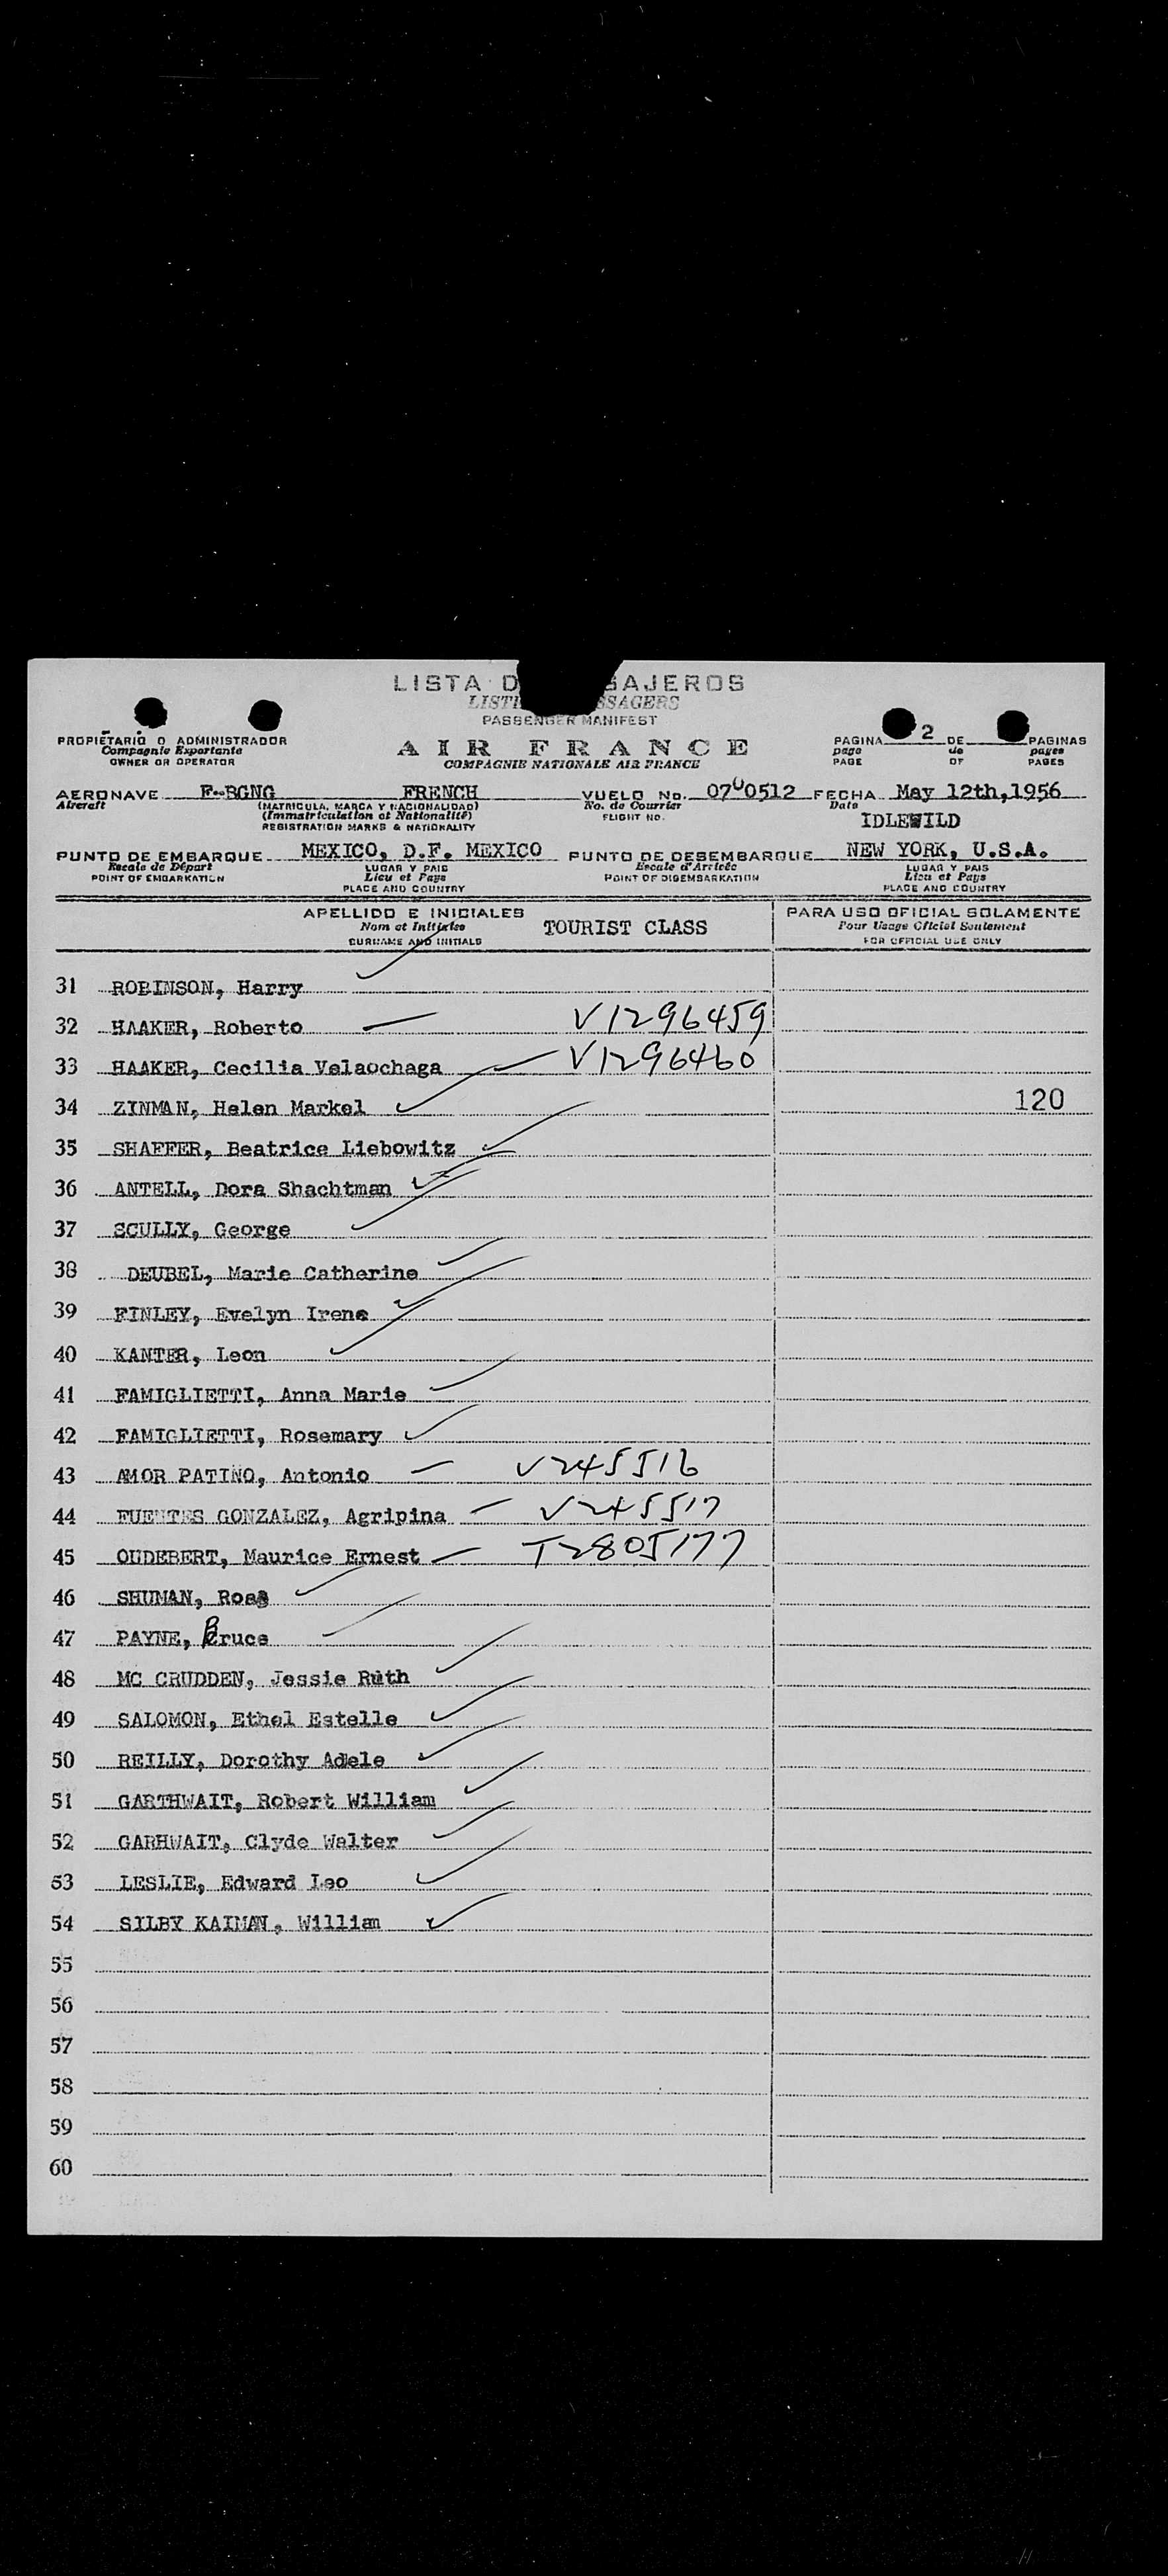 LISTA D SAJEROS
LISTE SSAGERS
PASSENGER MANIFEST
PROPIETARIO O ADMINISTRADOR
Compagnie Exportante
OWNER OR OPERATOR
AIR FRANCE
COMPAGNIE NATIONALE AIR FRANCE
PAGINA 2 DE PAGINAS
page de pages
PAGE OF PAGES
AERONAVE F-BGNG FRENCH VUELO No. 0700512 FECHA May 12th,1956
Aircraft (MATRICULA, MARCA Y NACIONALIDAD) No. de Courrier Date
(Immatriculation et Nationalité) FLIGHT NO. IDLEWILD
REGISTRATION MARKS & NATIONALITY
PUNTO DE EMBARQUE MEXICO, D.F. MEXICO PUNTO DE DESEMBARQUE NEW YORK, U.S.A.
Escale de Départ LUGAR Y PAIS Escale d'Arrivée LUGAR Y PAIS
POINT OF EMBARKATION Lieu et Pays POINT OF DISEMBARKATION Lieu et Pays
PLACE AND COUNTRY PLACE AND COUNTRY
APELLIDO E INICIALES TOURIST CLASS PARA USO OFICIAL SOLAMENTE
Nom et Initiales Pour Usage Officiel Seulement
SURNAME AND INITIALS FOR OFFICIAL USE ONLY
31 ROBINSON, Harry
32 HAAKER, Roberto V1296459
33 HAAKER, Cecilia Velaochaga V1296460
34 ZINMAN, Helen Markel 120
35 SHAFFER, Beatrice Liebowitz
36 ANTELL, Dora Shachtman
37 SCULLY, George
38 DEUBEL, Marie Catherine
39 FINLEY, Evelyn Irene
40 KANTER, Leon
41 FAMIGLIETTI, Anna Marie
42 FAMIGLIETTI, Rosemary
43 AMOR PATINO, Antonio V245516
44 FUENTES GONZALEZ, Agripina V245517
45 OUDEBERT, Maurice Ernest T2805177
46 SHUMAN, Rosa
47 PAYNE, Bruce
48 MC CRUDDEN, Jessie Ruth
49 SALOMON, Ethel Estelle
50 REILLY, Dorothy Adele
51 GARTHWAIT, Robert William
52 GARHWAIT, Clyde Walter
53 LESLIE, Edward Leo
54 SILBY KAIMAN, William
55
56
57
58
59
60